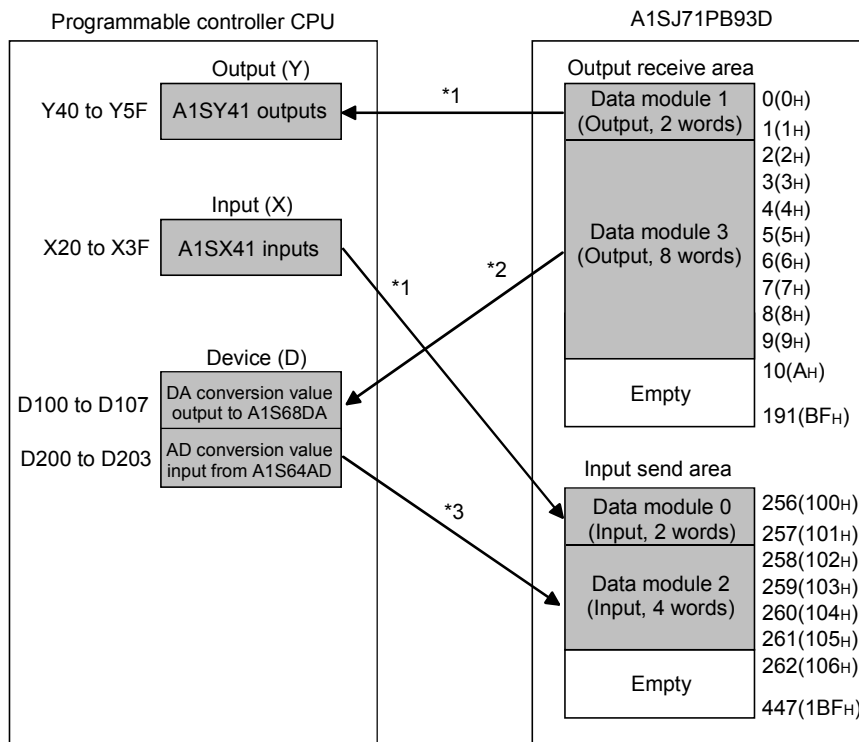 Programmable controller CPU
A1SJ71PB93D
Output (Y)
Y40 to Y5F
A1SY41 outputs
*1
Input (X)
X20 to X3F
A1SX41 inputs
*1
*2
Device (D)
D100 to D107
DA conversion value
output to A1S68DA
D200 to D203
AD conversion value
input from A1S64AD
*3
Output receive area
Data module 1
(Output, 2 words)
0(0H)
1(1H)
Data module 3
(Output, 8 words)
2(2H)
3(3H)
4(4H)
5(5H)
6(6H)
7(7H)
8(8H)
9(9H)
Empty
10(AH)
191(BFH)
Input send area
Data module 0
(Input, 2 words)
256(100H)
257(101H)
Data module 2
(Input, 4 words)
258(102H)
259(103H)
260(104H)
261(105H)
Empty
262(106H)
447(1BFH)